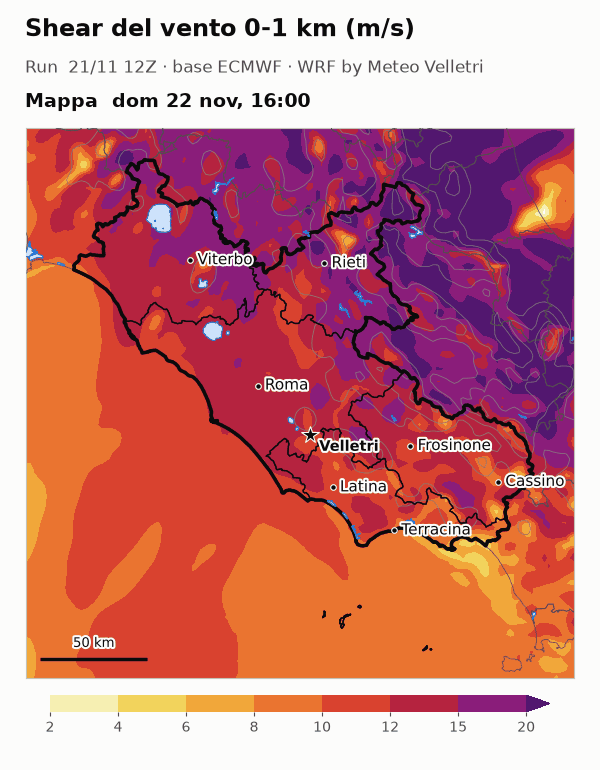 Shear del vento 0-1 km (m/s)
Run  21/11 12Z · base ECMWF · WRF by Meteo Velletri
Mappa  dom 22 nov, 16:00
Viterbo
Rieti
Roma
Velletri
Frosinone
Latina
Cassino
Terracina
50 km
2 4 6 8 10 12 15 20